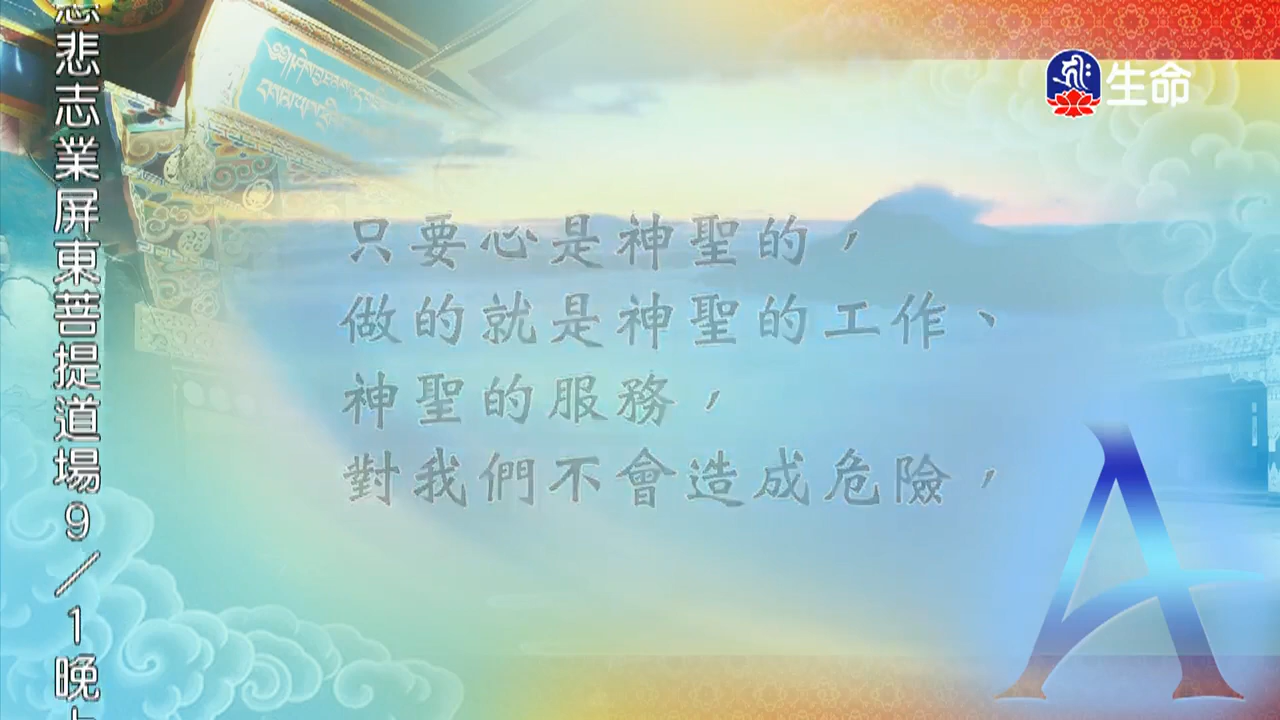 悲志業屏東菩提道場9/1晚
生命
只要心是神聖的，
做的就是神聖的工作、
神聖的服務，
對我們不會造成危險，
A